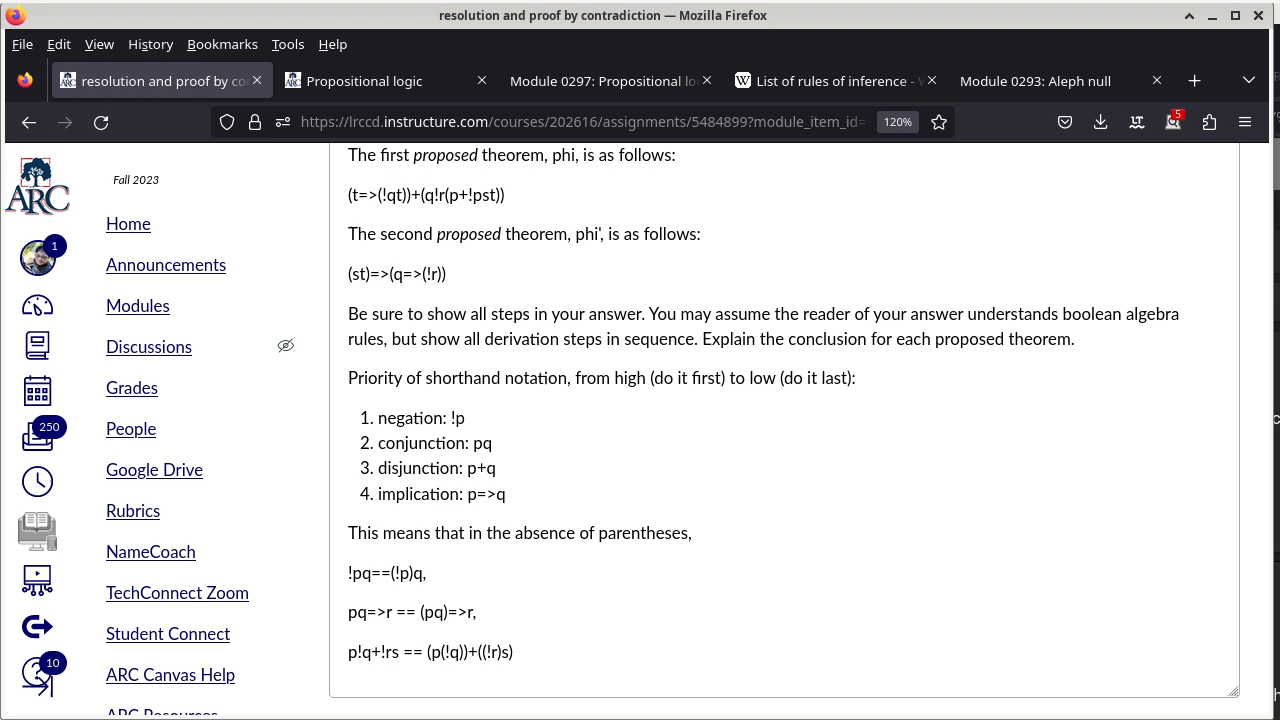 resolution and proof by contradiction — Mozilla Firefox
File Edit View History Bookmarks Tools Help
resolution and proof by co
Propositional logic
Module 0297: Propositional lo
List of rules of inference -
Module 0293: Aleph null
https://lrccd.instructure.com/courses/202616/assignments/5484899?module_item_id=
120%
5
ARC
Fall 2023
1
250
10
Home
Announcements
Modules
Discussions
Grades
People
Google Drive
Rubrics
NameCoach
TechConnect Zoom
Student Connect
ARC Canvas Help
ARC Resources
The first proposed theorem, phi, is as follows:
(t=>(!qt))+(q!r(p+!pst))
The second proposed theorem, phi', is as follows:
(st)=>(q=>(!r))
Be sure to show all steps in your answer. You may assume the reader of your answer understands boolean algebra
rules, but show all derivation steps in sequence. Explain the conclusion for each proposed theorem.
Priority of shorthand notation, from high (do it first) to low (do it last):
1. negation: !p
2. conjunction: pq
3. disjunction: p+q
4. implication: p=>q
This means that in the absence of parentheses,
!pq==(!p)q,
pq=>r == (pq)=>r,
p!q+!rs == (p(!q))+((!r)s)